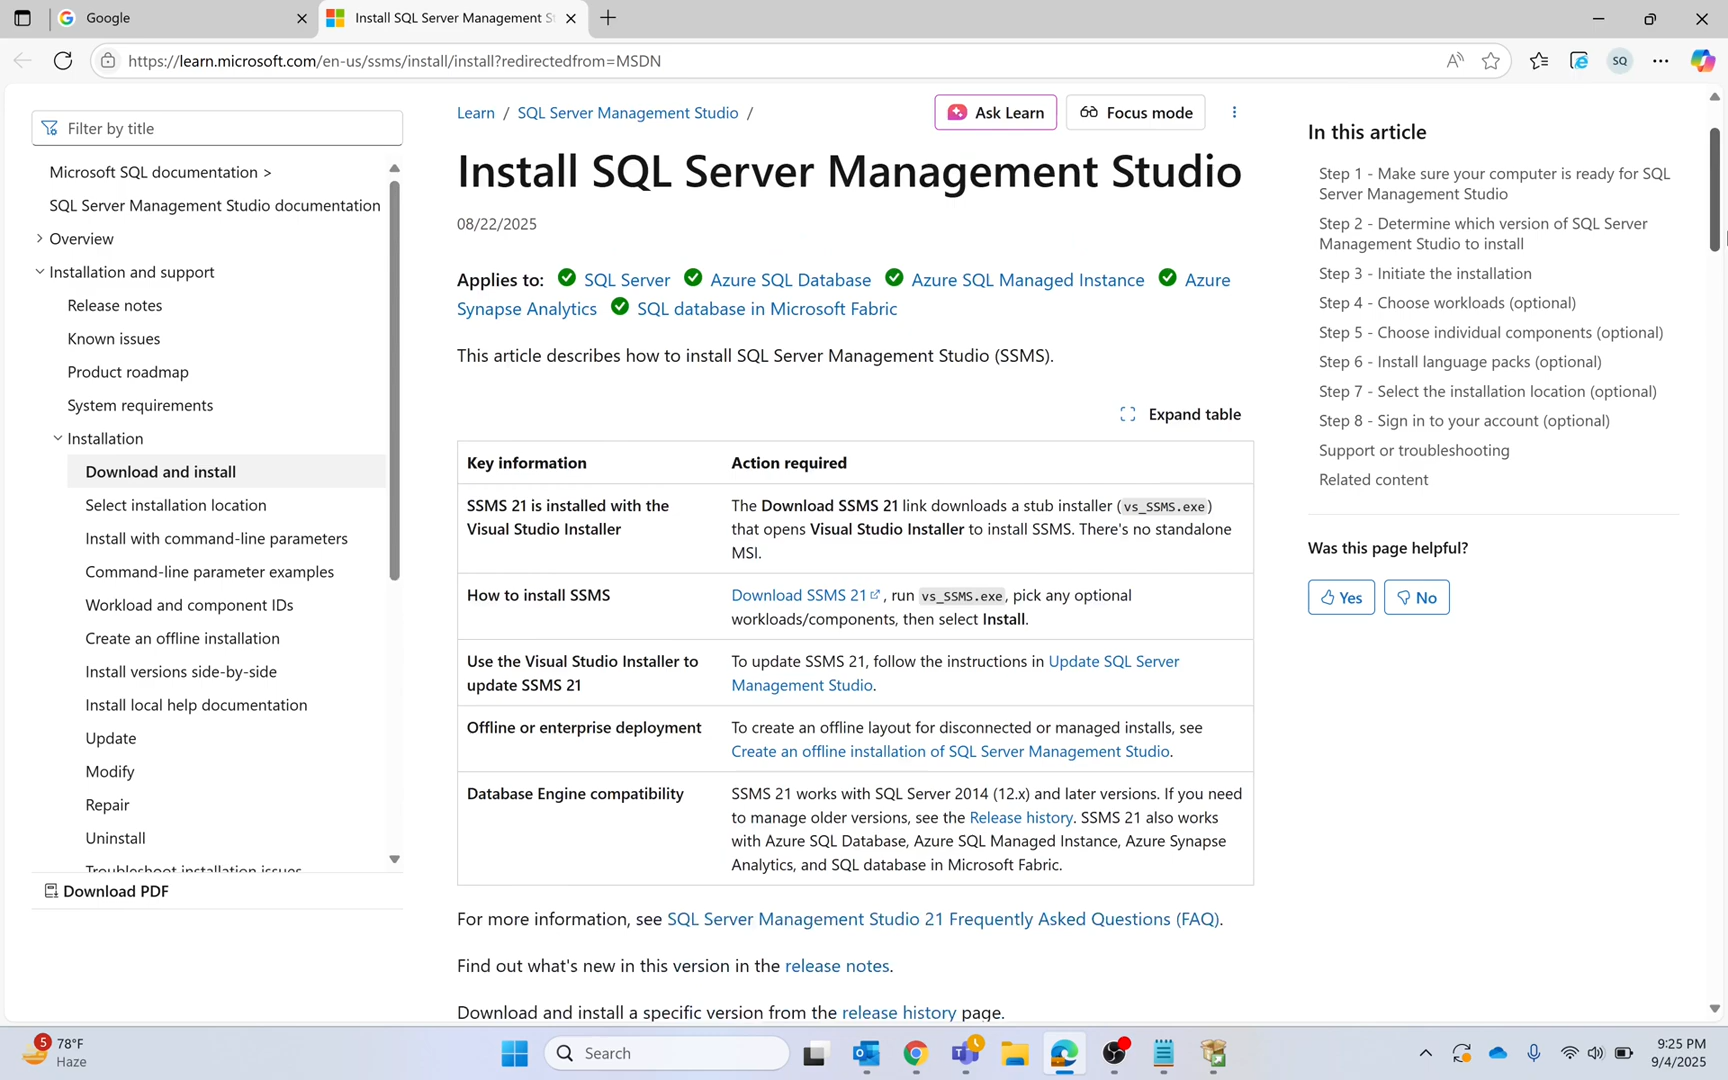 Google
Install SQL Server Management S
https://learn.microsoft.com/en-us/ssms/install/install?redirectedfrom=MSDN
SQ
Filter by title
Microsoft SQL documentation >
SQL Server Management Studio documentation
Overview
Installation and support
Release notes
Known issues
Product roadmap
System requirements
Installation
Download and install
Select installation location
Install with command-line parameters
Command-line parameter examples
Workload and component IDs
Create an offline installation
Install versions side-by-side
Install local help documentation
Update
Modify
Repair
Uninstall
Troubleshoot installation issues
Download PDF
Learn / SQL Server Management Studio /
Ask Learn
Focus mode
Install SQL Server Management Studio
08/22/2025
Applies to: SQL Server Azure SQL Database Azure SQL Managed Instance Azure
Synapse Analytics SQL database in Microsoft Fabric
This article describes how to install SQL Server Management Studio (SSMS).
Expand table
Key information Action required
SSMS 21 is installed with the
Visual Studio Installer
The Download SSMS 21 link downloads a stub installer (vs_SSMS.exe)
that opens Visual Studio Installer to install SSMS. There's no standalone
MSI.
How to install SSMS
Download SSMS 21, run vs_SSMS.exe, pick any optional
workloads/components, then select Install.
Use the Visual Studio Installer to
update SSMS 21
To update SSMS 21, follow the instructions in Update SQL Server
Management Studio.
Offline or enterprise deployment
To create an offline layout for disconnected or managed installs, see
Create an offline installation of SQL Server Management Studio.
Database Engine compatibility
SSMS 21 works with SQL Server 2014 (12.x) and later versions. If you need
to manage older versions, see the Release history. SSMS 21 also works
with Azure SQL Database, Azure SQL Managed Instance, Azure Synapse
Analytics, and SQL database in Microsoft Fabric.
For more information, see SQL Server Management Studio 21 Frequently Asked Questions (FAQ).
Find out what's new in this version in the release notes.
Download and install a specific version from the release history page.
In this article
Step 1 - Make sure your computer is ready for SQL
Server Management Studio
Step 2 - Determine which version of SQL Server
Management Studio to install
Step 3 - Initiate the installation
Step 4 - Choose workloads (optional)
Step 5 - Choose individual components (optional)
Step 6 - Install language packs (optional)
Step 7 - Select the installation location (optional)
Step 8 - Sign in to your account (optional)
Support or troubleshooting
Related content
Was this page helpful?
Yes
No
5
78°F
Haze
Search
9:25 PM
9/4/2025